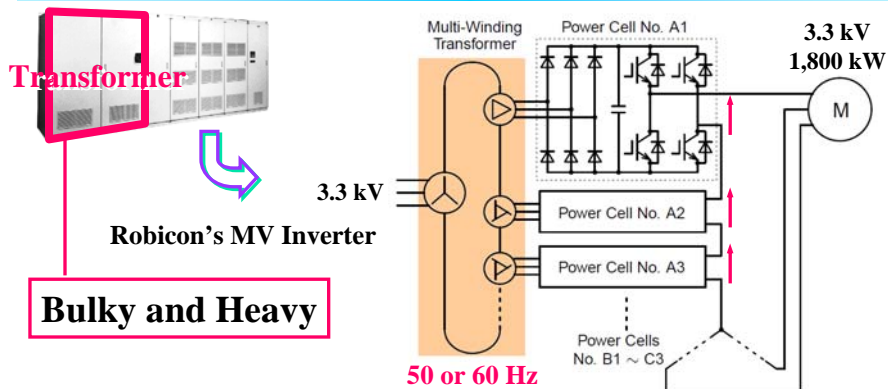 Transformer
Robicon's MV Inverter
Bulky and Heavy
Multi-Winding
Transformer
3.3 kV
50 or 60 Hz
Power Cell No. A1
Power Cell No. A2
Power Cell No. A3
Power Cells
No. B1 ~ C3
3.3 kV
1,800 kW
M